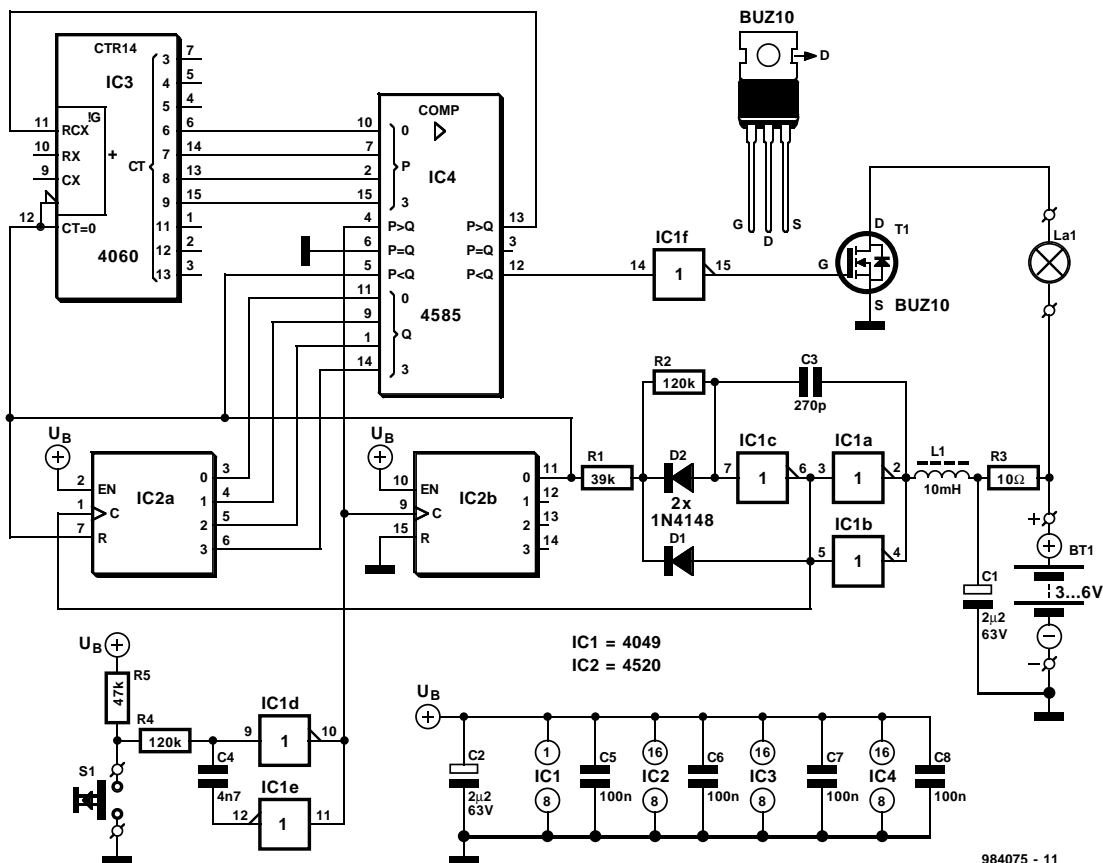 BUZ10
D
G
D
S
CTR14
IC3
!G
11
RCX
10
RX
+
9
CX
12
CT=0
4060
CT
3
7
4
5
5
4
6
6
7
14
8
13
9
15
11
1
12
2
13
3
COMP
IC4
4585
10
0
7
P
2
15
3
4
P>Q
P>Q
13
6
P=Q
P=Q
3
5
P<Q
P<Q
12
11
0
9
Q
1
14
3
IC1f
14
1
15
G
D
T1
S
BUZ10
La1
R2
120k
C3
270p
R1
39k
D2
2x
1N4148
D1
IC1c
7
1
6
IC1a
3
1
2
IC1b
5
1
4
L1
10mH
R3
10Ω
C1
2µ2
63V
+
BT1
3...6V
–
UB
2
EN
1
C
7
R
IC2a
0
3
1
4
2
5
3
6
UB
10
EN
9
C
15
R
IC2b
0
11
1
12
2
13
3
14
IC1 = 4049
IC2 = 4520
UB
R5
47k
R4
120k
S1
C4
4n7
IC1d
9
1
10
IC1e
12
1
11
UB
C2
2µ2
63V
1
IC1
8
C5
100n
16
IC2
8
C6
100n
16
IC3
8
C7
100n
16
IC4
8
C8
100n
984075 - 11